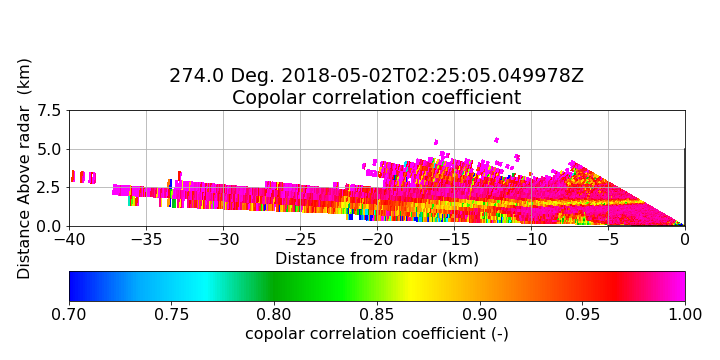 274.0 Deg. 2018-05-02T02:25:05.049978Z
Copolar correlation coefficient
Distance Above radar (km)
7.5
5.0
2.5
0.0
−40 −35 −30 −25 −20 −15 −10 −5 0
Distance from radar (km)
0.70 0.75 0.80 0.85 0.90 0.95 1.00
copolar correlation coefficient (-)